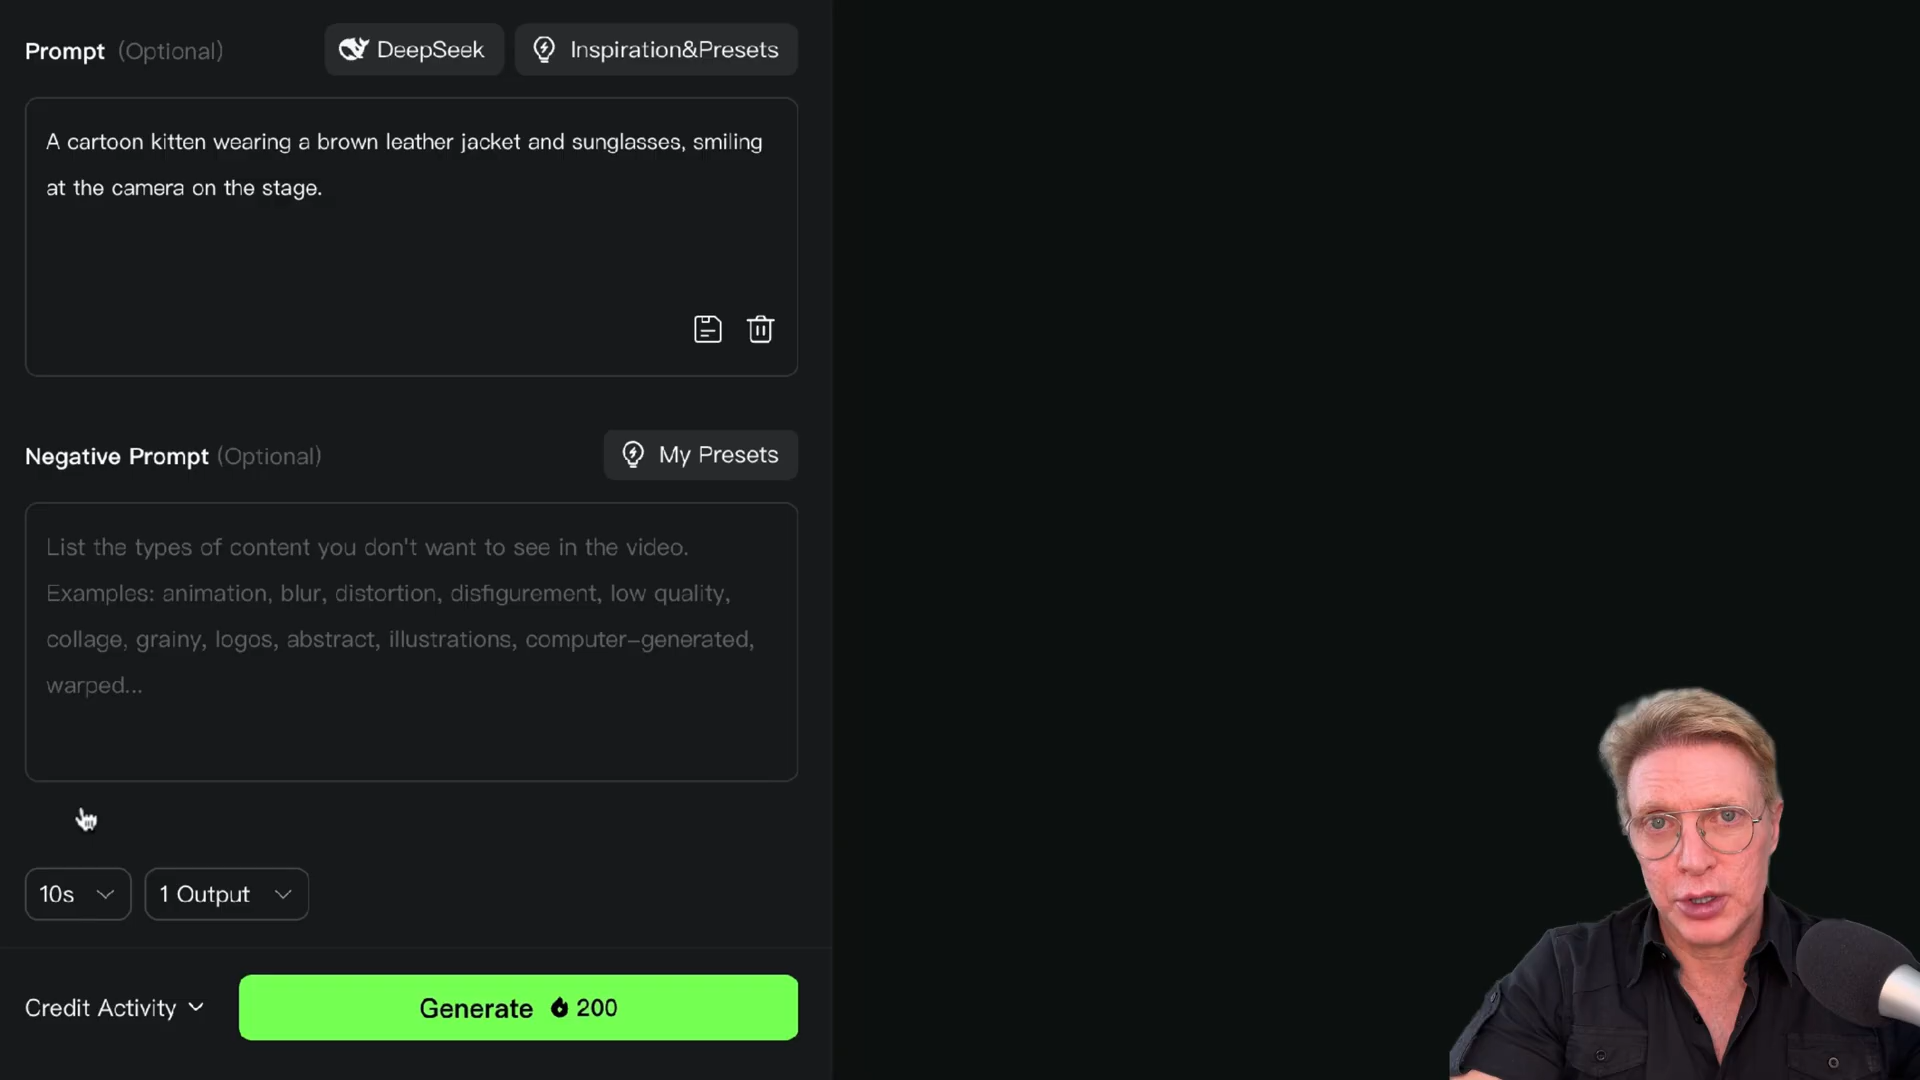 Prompt (Optional)
DeepSeek
Inspiration&Presets
A cartoon kitten wearing a brown leather jacket and sunglasses, smiling
at the camera on the stage.
Negative Prompt (Optional)
My Presets
List the types of content you don't want to see in the video.
Examples: animation, blur, distortion, disfigurement, low quality,
collage, grainy, logos, abstract, illustrations, computer-generated,
warped...
10s
1 Output
Credit Activity
Generate 200